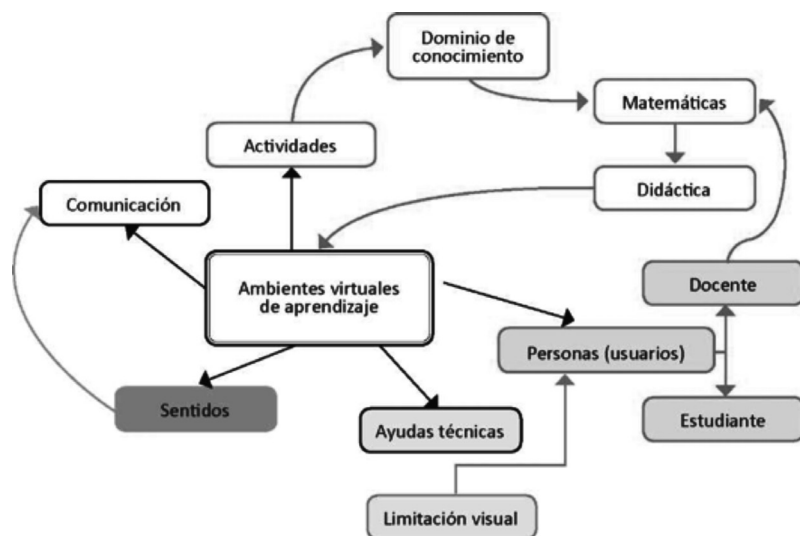 Dominio de
conocimiento
Matemáticas
Actividades
Didáctica
Comunicación
Ambientes virtuales
de aprendizaje
Docente
Personas (usuarios)
Sentidos
Ayudas técnicas
Estudiante
Limitación visual